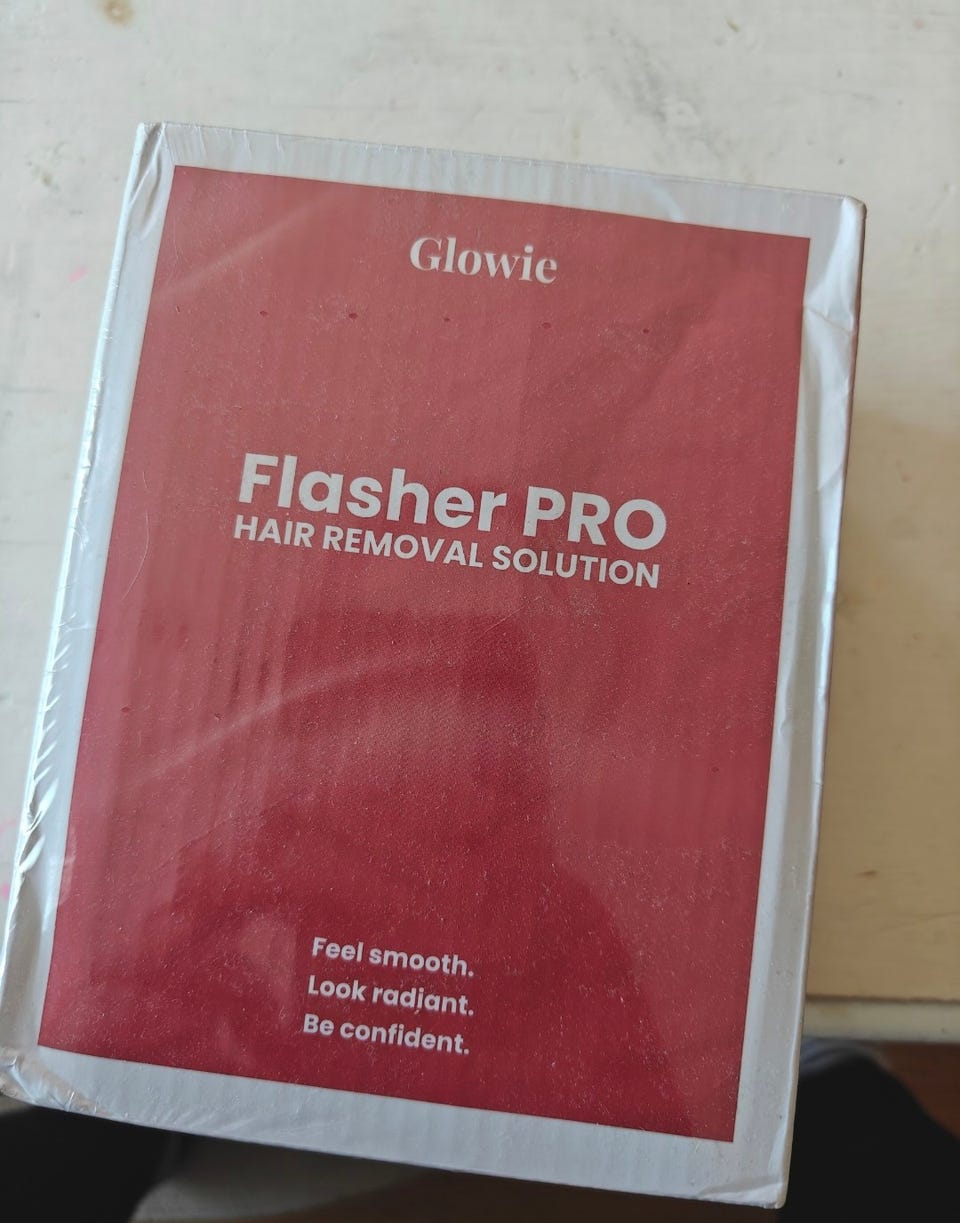 Glowie
Flasher PRO
HAIR REMOVAL SOLUTION
Feel smooth.
Look radiant.
Be confident.